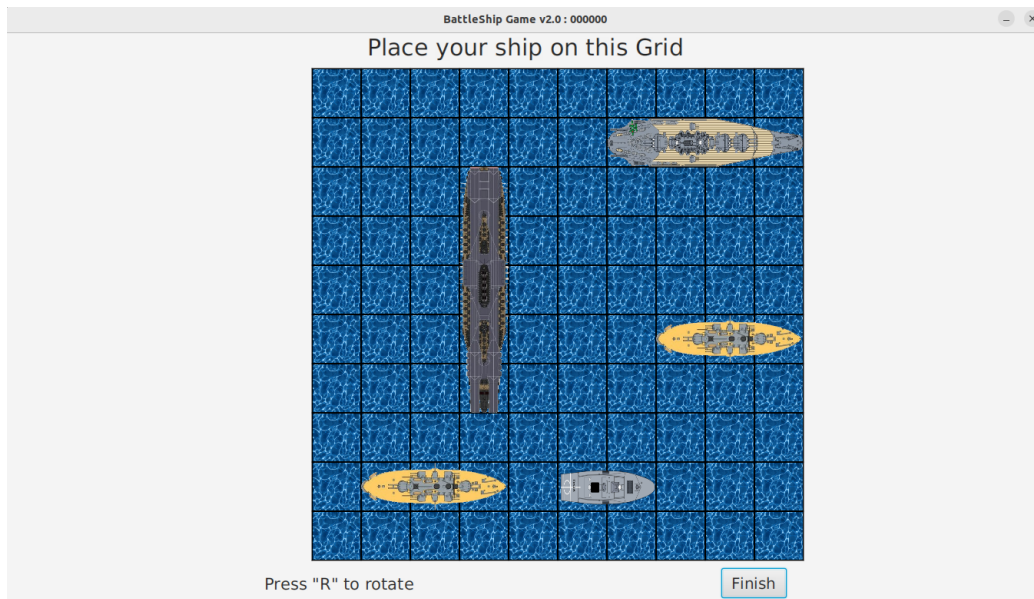 BattleShip Game v2.0 : 000000
Place your ship on this Grid
Press "R" to rotate
Finish